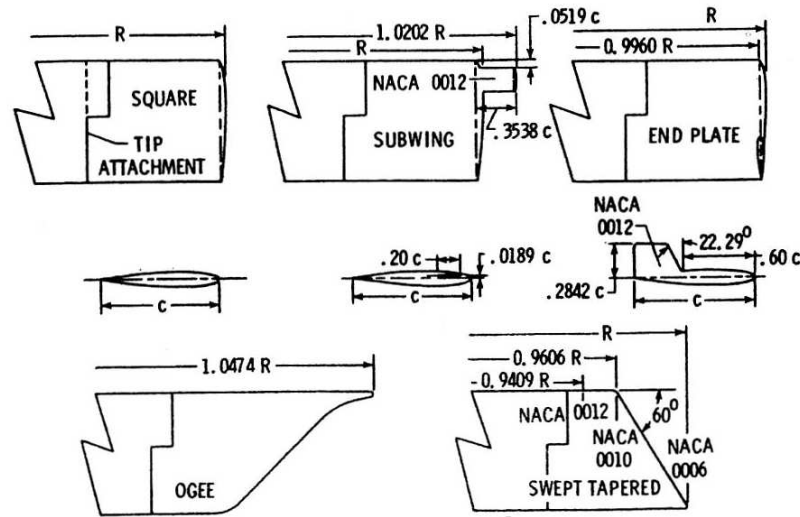 R
SQUARE
TIP
ATTACHMENT
1.0202 R
R
.0519 c
NACA 0012
.3538 c
SUBWING
R
0.9960 R
END PLATE
c
.20 c
.0189 c
c
NACA
0012
22.29°
.60 c
.2842 c
c
1.0474 R
OGEE
R
0.9606 R
0.9409 R
NACA 0012
60°
NACA
0010
NACA
0006
SWEPT TAPERED